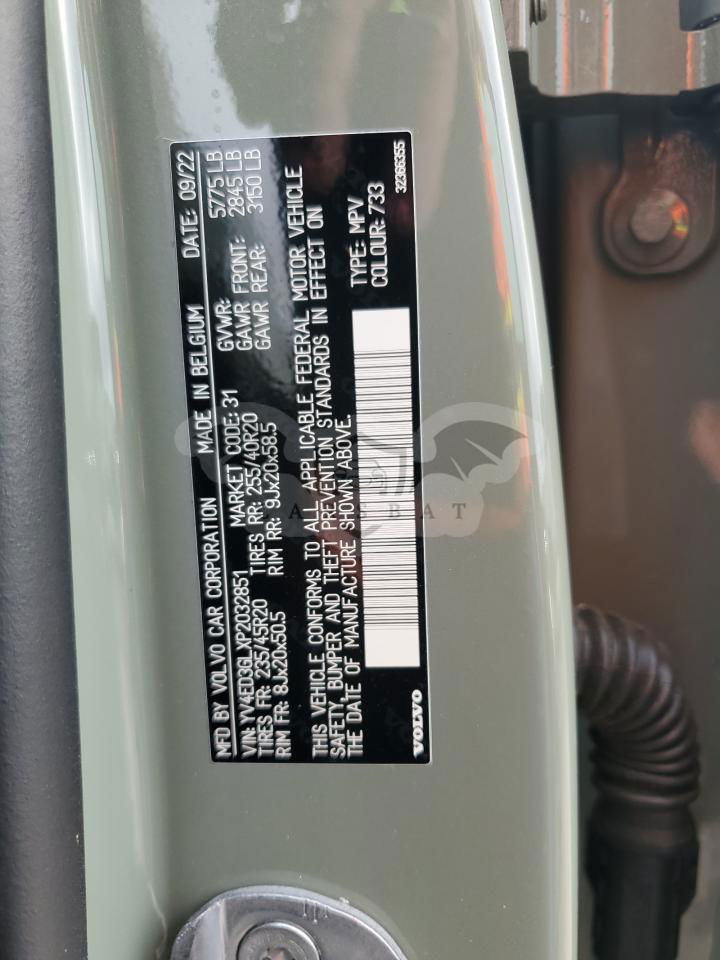 MFD BY VOLVO CAR CORPORATION MADE IN BELGIUM DATE: 09/22
VIN: YV4ED3GLXP2032851 MARKET CODE: 31 GVWR: 5775 LB
TIRES FR: 235/45R20 TIRES RR: 255/40R20 GAWR FRONT: 2845 LB
RIM FR: 8Jx20x50.5 RIM RR: 9Jx20x58.5 GAWR REAR: 3150 LB
THIS VEHICLE CONFORMS TO ALL APPLICABLE FEDERAL MOTOR VEHICLE
SAFETY, BUMPER AND THEFT PREVENTION STANDARDS IN EFFECT ON
THE DATE OF MANUFACTURE SHOWN ABOVE.
TYPE: MPV
COLOUR: 733
VOLVO 32366355